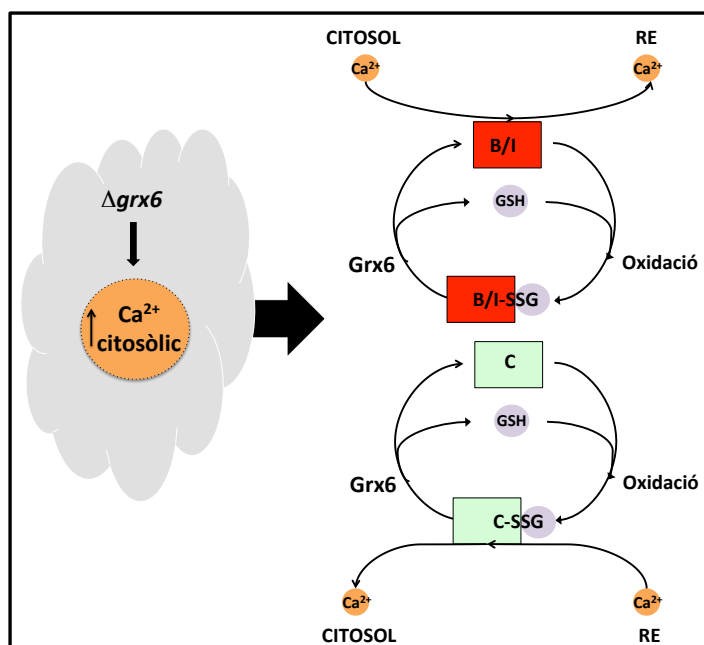 CITOSOL
RE
Ca²⁺
Ca²⁺
B/I
GSH
Grx6
Oxidació
B/I-SSG
Δgrx6
Ca²⁺
citosòlic
C
GSH
Grx6
Oxidació
C-SSG
Ca²⁺
Ca²⁺
CITOSOL
RE